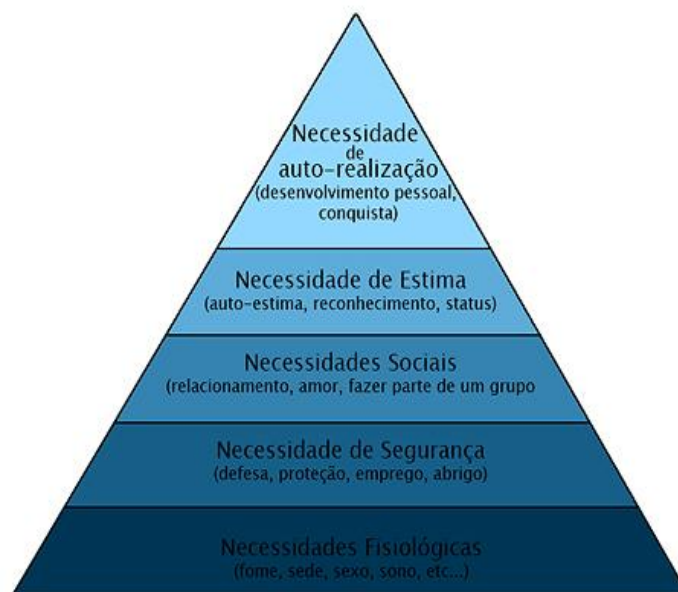 Necessidade
de
auto-realização
(desenvolvimento pessoal,
conquista)
Necessidade de Estima
(auto-estima, reconhecimento, status)
Necessidades Sociais
(relacionamento, amor, fazer parte de um grupo
Necessidade de Segurança
(defesa, proteção, emprego, abrigo)
Necessidades Fisiológicas
(fome, sede, sexo, sono, etc...)